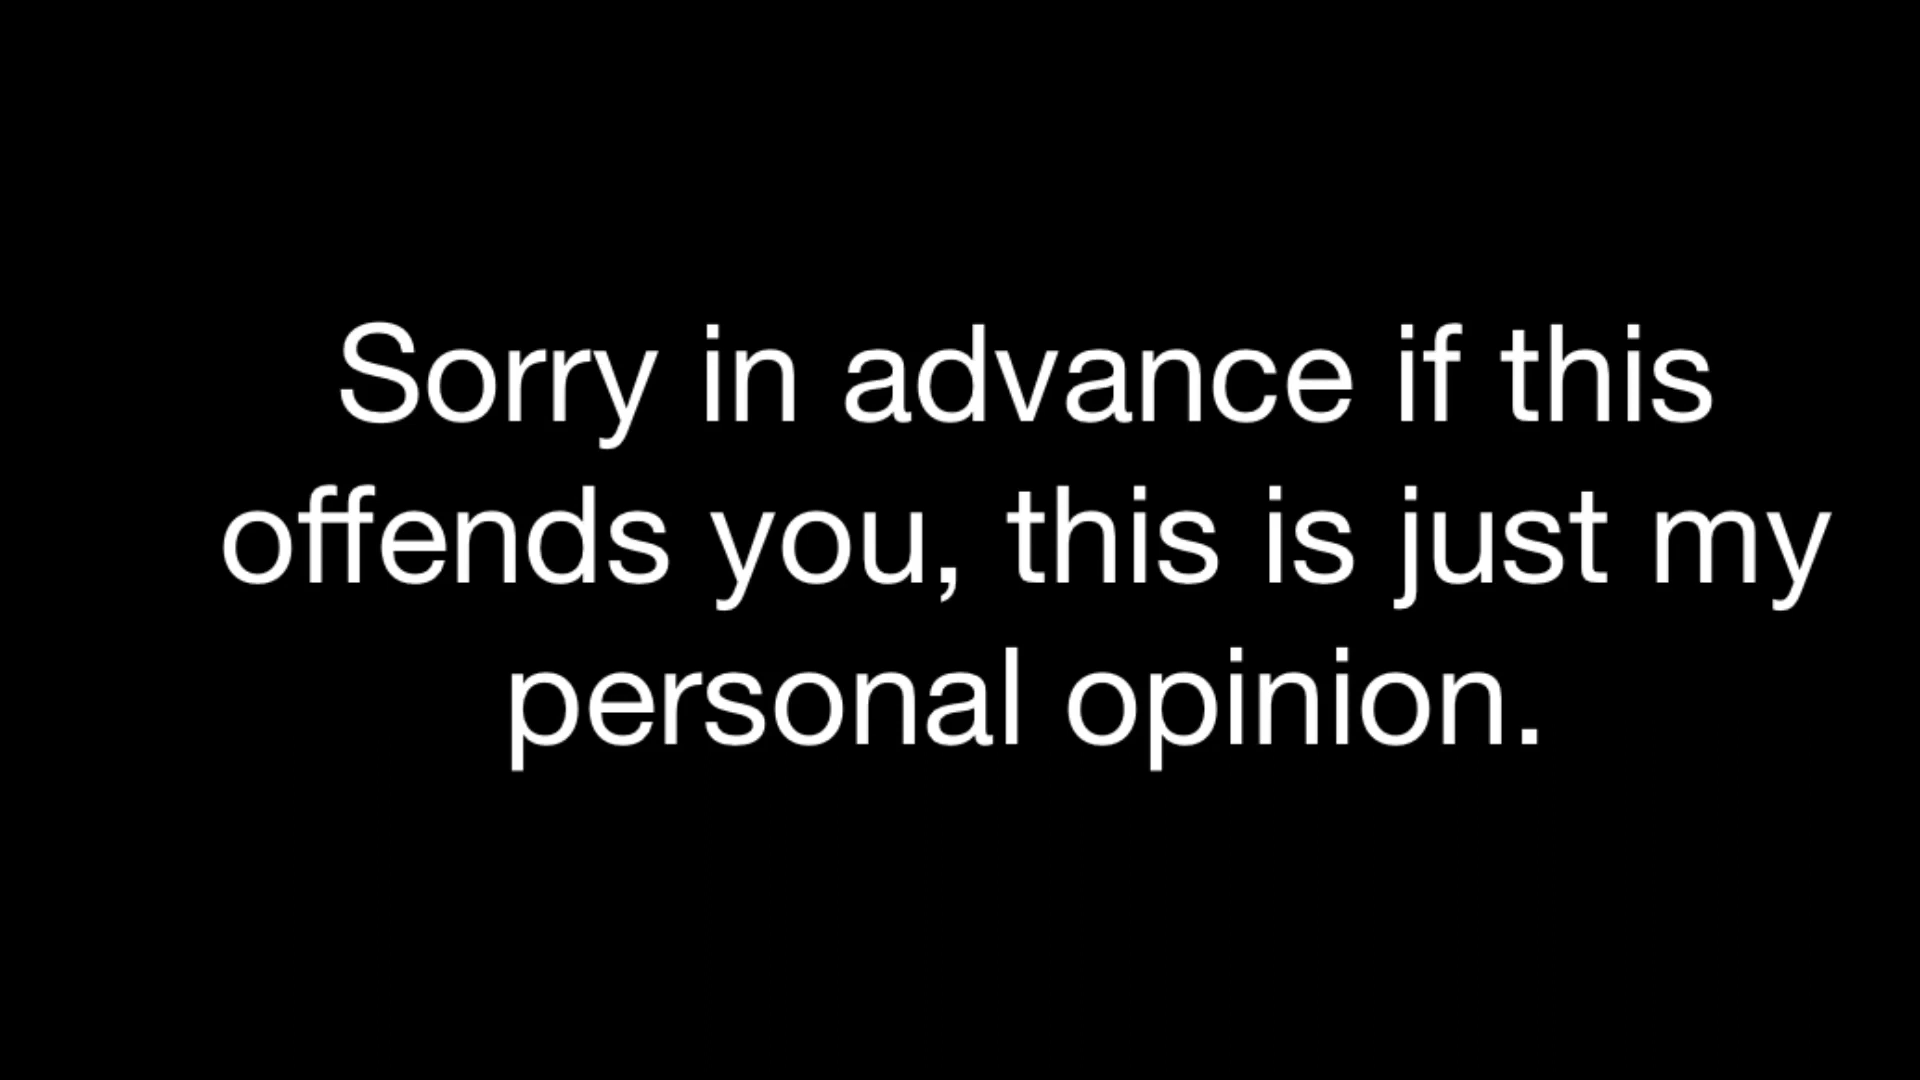 Sorry in advance if this
offends you, this is just my
personal opinion.